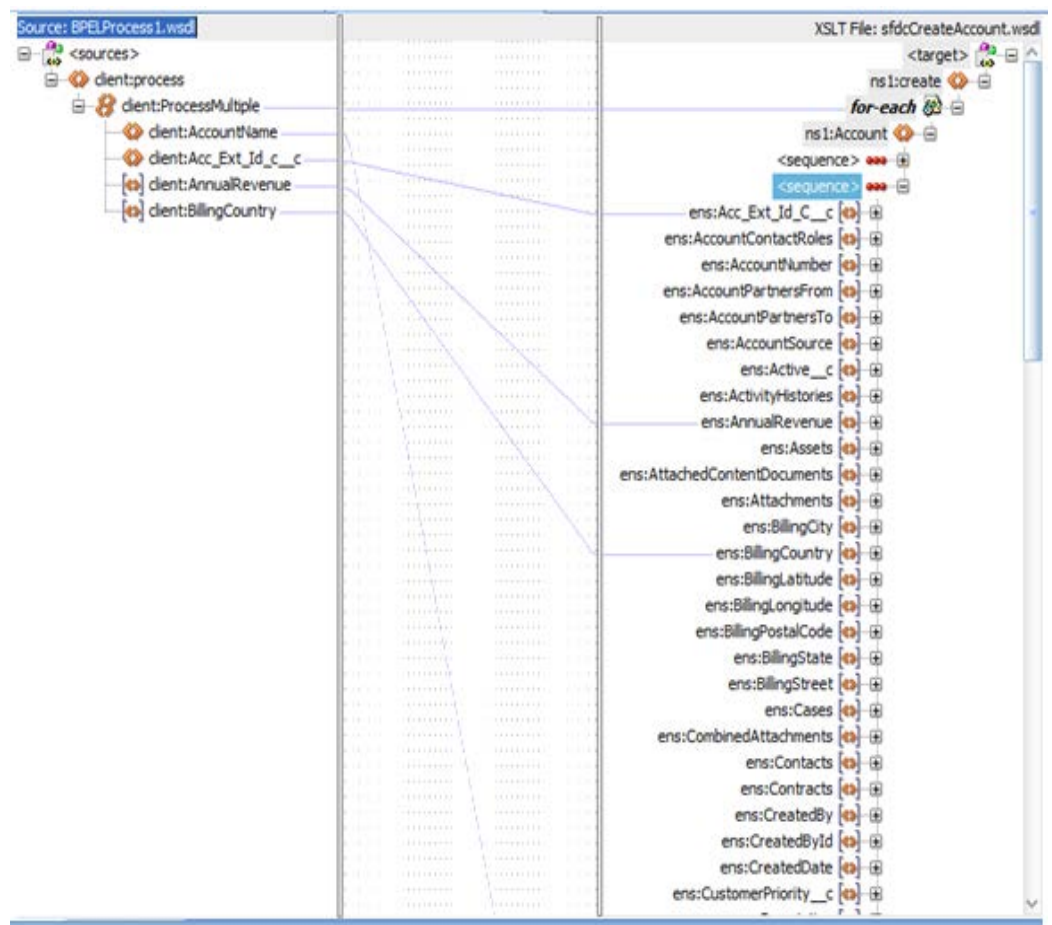 Source: BPELProcess1.wsdl
<sources>
client:process
client:ProcessMultiple
client:AccountName
client:Acc_Ext_Id_c__c
client:AnnualRevenue
client:BillingCountry
XSLT File: sfdcCreateAccount.wsdl
<target>
ns1:create
for-each
ns1:Account
<sequence>
<sequence>
ens:Acc_Ext_Id_C__c
ens:AccountContactRoles
ens:AccountNumber
ens:AccountPartnersFrom
ens:AccountPartnersTo
ens:AccountSource
ens:Active__c
ens:ActivityHistories
ens:AnnualRevenue
ens:Assets
ens:AttachedContentDocuments
ens:Attachments
ens:BillingCity
ens:BillingCountry
ens:BillingLatitude
ens:BillingLongitude
ens:BillingPostalCode
ens:BillingState
ens:BillingStreet
ens:Cases
ens:CombinedAttachments
ens:Contacts
ens:Contracts
ens:CreatedBy
ens:CreatedById
ens:CreatedDate
ens:CustomerPriority__c